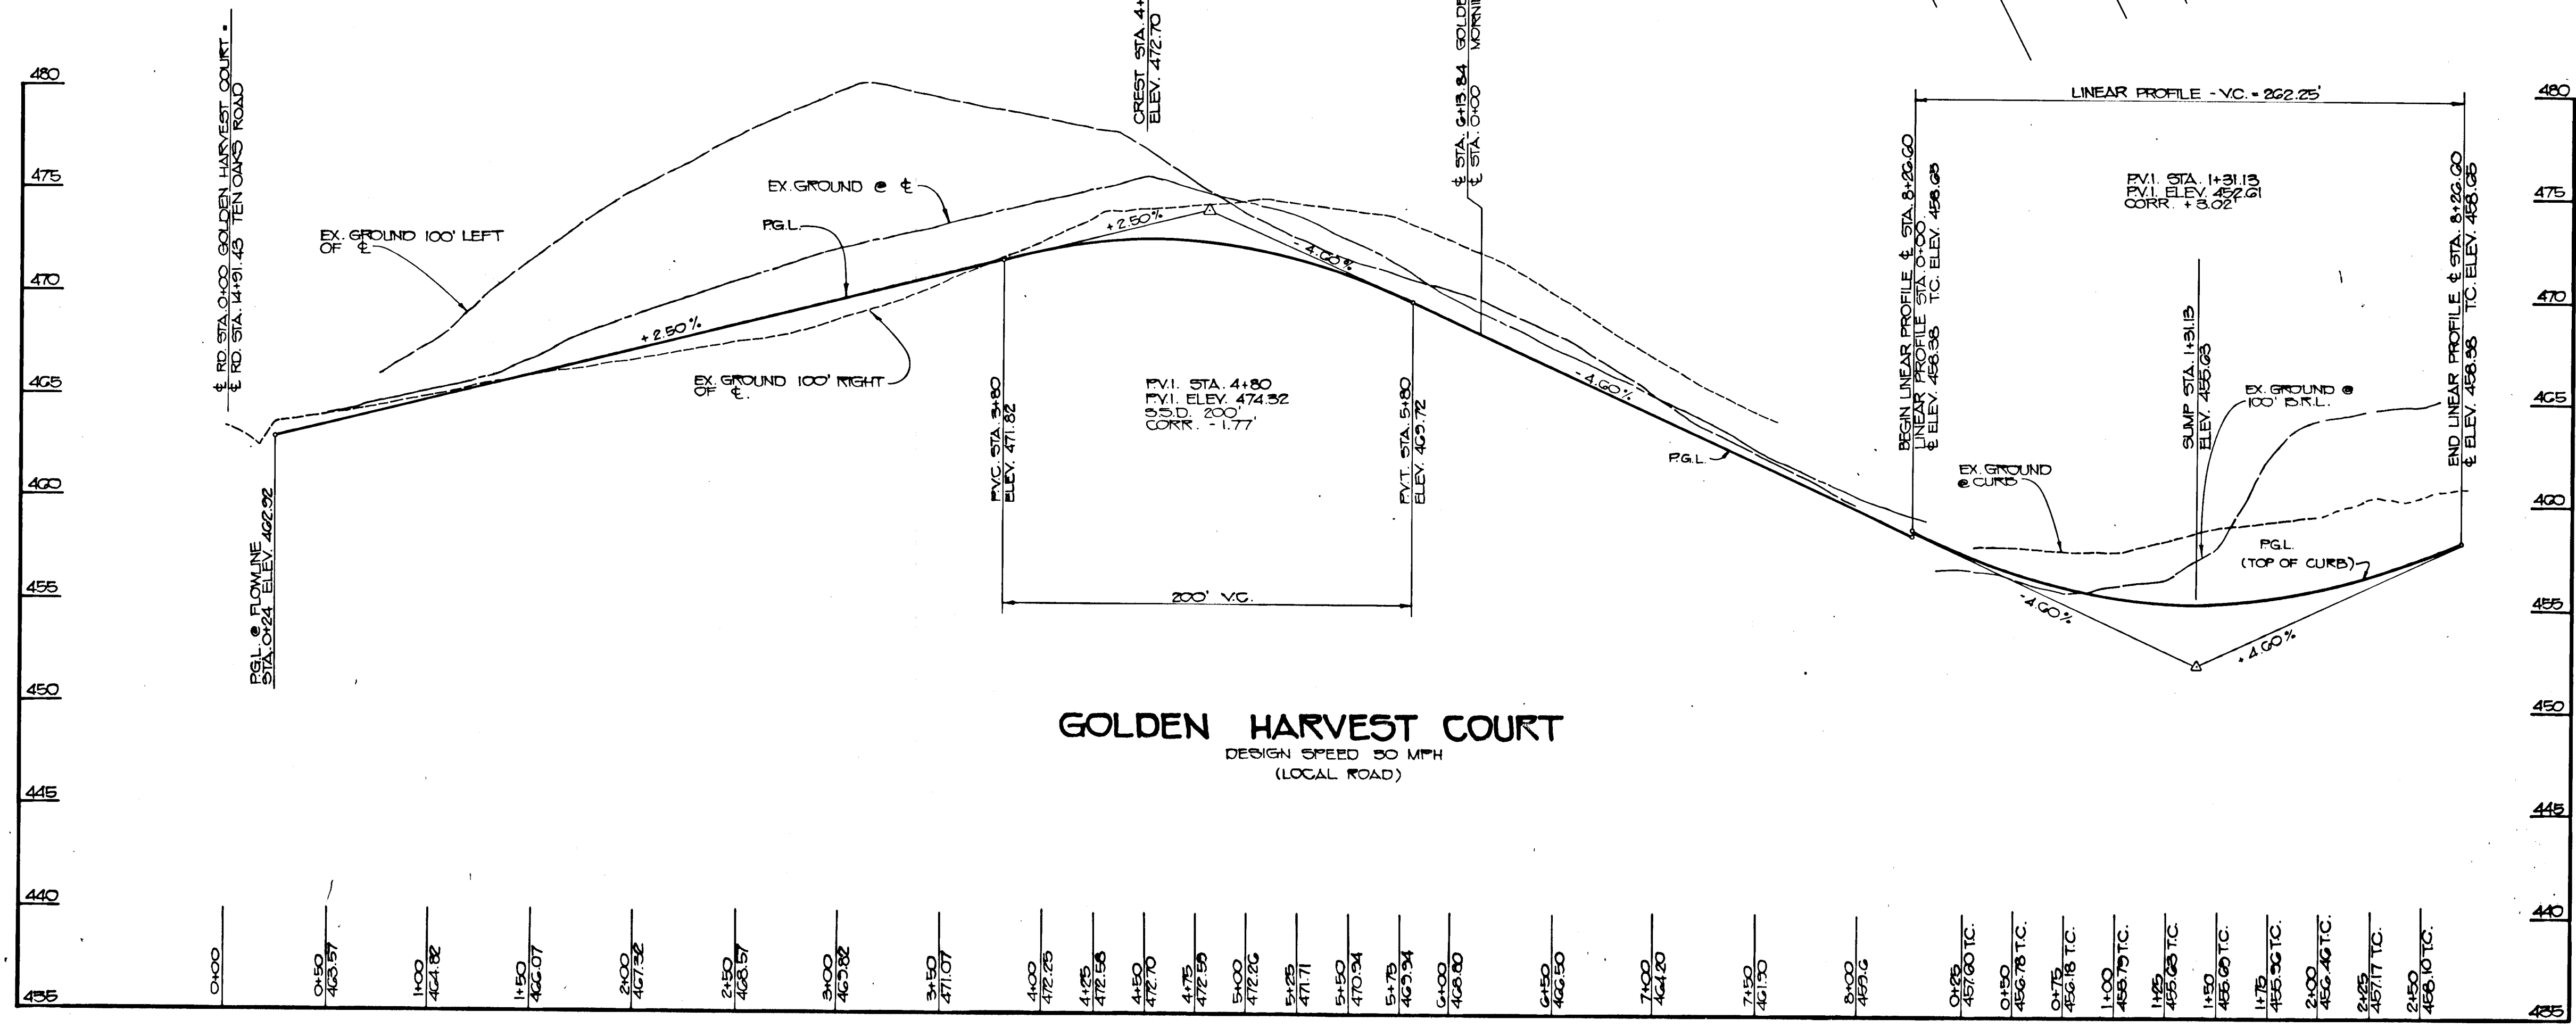 480
475
470
465
460
455
450
445
440
435
℄ RD. STA. 0+00 GOLDEN HARVEST COURT =
℄ RD. STA. 14+91.43 TEN OAKS ROAD
EX. GROUND 100' LEFT
OF ℄
P.G.L. @ FLOWLINE
STA. 0+24 ELEV. 462.92
+2.50%
EX. GROUND @ ℄
P.G.L.
EX. GROUND 100' RIGHT
OF ℄.
P.V.C. STA. 3+80
ELEV. 471.82
CREST STA. 4+
ELEV. 472.70
+2.50%
-4.60%
P.V.I. STA. 4+80
P.V.I. ELEV. 474.32
S.S.D. 200'
CORR. -1.77'
200' V.C.
P.V.T. STA. 5+80
ELEV. 469.72
℄ STA. 6+13.84 GOLDE
℄ STA. 0+00 MORNI
-4.60%
P.G.L.
BEGIN LINEAR PROFILE ℄ STA. 8+26.60
LINEAR PROFILE STA. 0+00
℄ ELEV. 458.38 T.C. ELEV. 458.65
LINEAR PROFILE - V.C. = 262.25'
P.V.I. STA. 1+31.13
P.V.I. ELEV. 452.61
CORR. +3.02'
EX. GROUND
@ CURB
SUMP STA. 1+31.13
ELEV. 455.63
EX. GROUND @
100' B.R.L.
P.G.L.
(TOP OF CURB)
-4.60%
+4.60%
END LINEAR PROFILE ℄ STA. 8+26.60
℄ ELEV. 458.38 T.C. ELEV. 458.65
480
475
470
465
460
455
450
445
440
435
GOLDEN HARVEST COURT
DESIGN SPEED 30 MPH
(LOCAL ROAD)
0+00
0+50
463.57
1+00
464.82
1+50
466.07
2+00
467.32
2+50
468.57
3+00
469.82
3+50
471.07
4+00
472.25
4+25
472.58
4+50
472.70
4+75
472.59
5+00
472.26
5+25
471.71
5+50
470.94
5+75
469.94
6+00
468.80
6+50
466.50
7+00
464.20
7+50
461.90
8+00
459.6
0+25
457.60 T.C.
0+50
456.78 T.C.
0+75
456.18 T.C.
1+00
455.79 T.C.
1+25
455.63 T.C.
1+50
455.69 T.C.
1+75
455.96 T.C.
2+00
456.46 T.C.
2+25
457.17 T.C.
2+50
458.10 T.C.